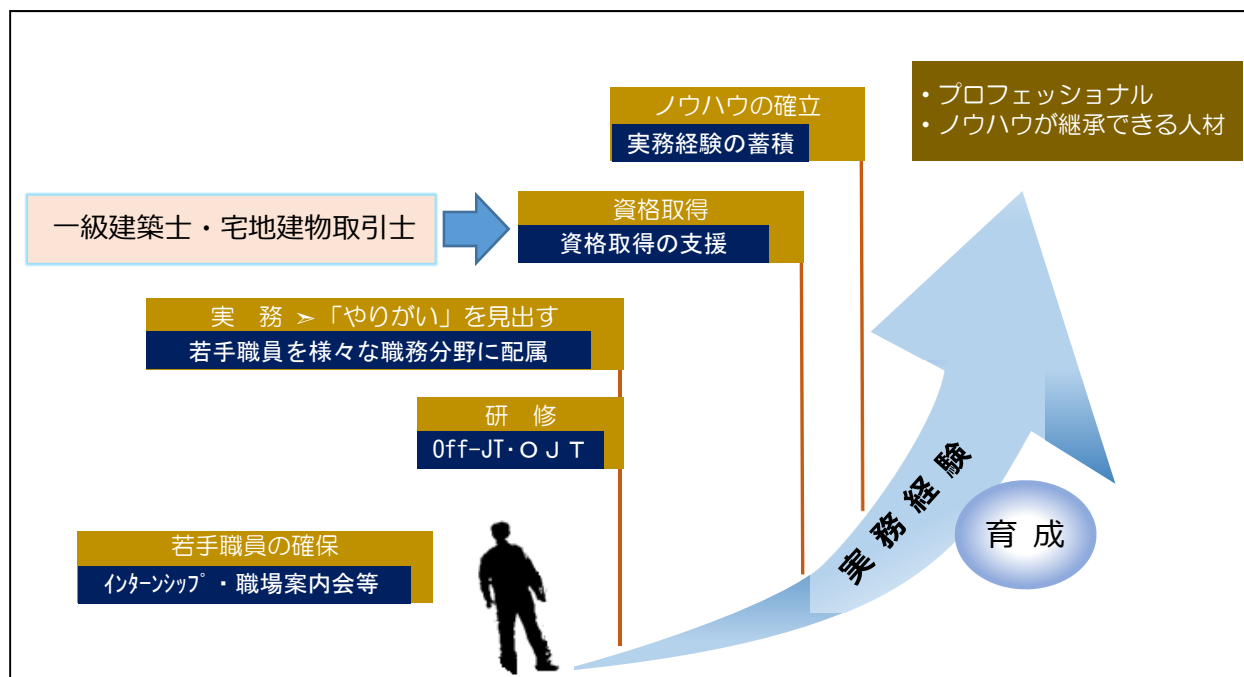 ・プロフェッショナル
・ノウハウが継承できる人材
ノウハウの確立
実務経験の蓄積
一級建築士・宅地建物取引士
資格取得
資格取得の支援
実　務 ➢「やりがい」を見出す
若手職員を様々な職務分野に配属
研　修
Off-JT･ＯＪＴ
若手職員の確保
ｲﾝﾀｰﾝｼｯﾌﾟ・職場案内会等
実務経験
育 成